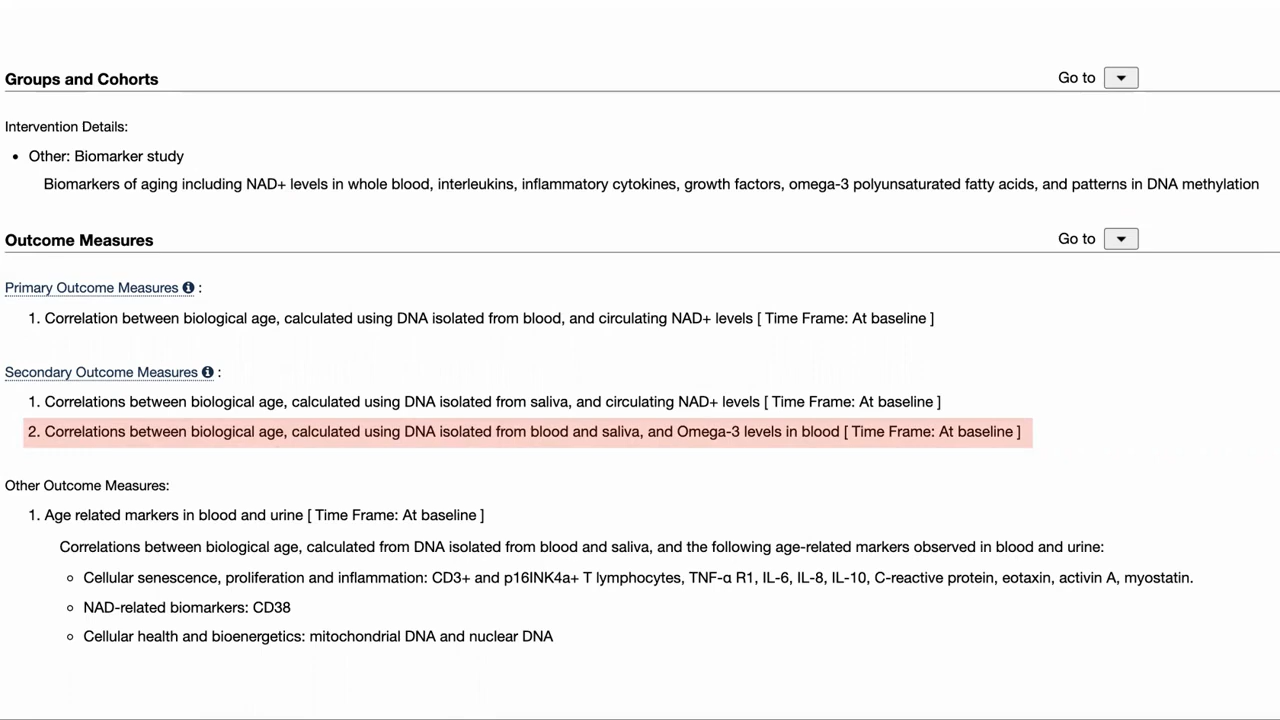 Groups and Cohorts
Go to
Intervention Details:
• Other: Biomarker study
Biomarkers of aging including NAD+ levels in whole blood, interleukins, inflammatory cytokines, growth factors, omega-3 polyunsaturated fatty acids, and patterns in DNA methylation
Outcome Measures
Go to
Primary Outcome Measures :
1. Correlation between biological age, calculated using DNA isolated from blood, and circulating NAD+ levels [ Time Frame: At baseline ]
Secondary Outcome Measures :
1. Correlations between biological age, calculated using DNA isolated from saliva, and circulating NAD+ levels [ Time Frame: At baseline ]
2. Correlations between biological age, calculated using DNA isolated from blood and saliva, and Omega-3 levels in blood [ Time Frame: At baseline ]
Other Outcome Measures:
1. Age related markers in blood and urine [ Time Frame: At baseline ]
Correlations between biological age, calculated from DNA isolated from blood and saliva, and the following age-related markers observed in blood and urine:
◦ Cellular senescence, proliferation and inflammation: CD3+ and p16INK4a+ T lymphocytes, TNF-α R1, IL-6, IL-8, IL-10, C-reactive protein, eotaxin, activin A, myostatin.
◦ NAD-related biomarkers: CD38
◦ Cellular health and bioenergetics: mitochondrial DNA and nuclear DNA